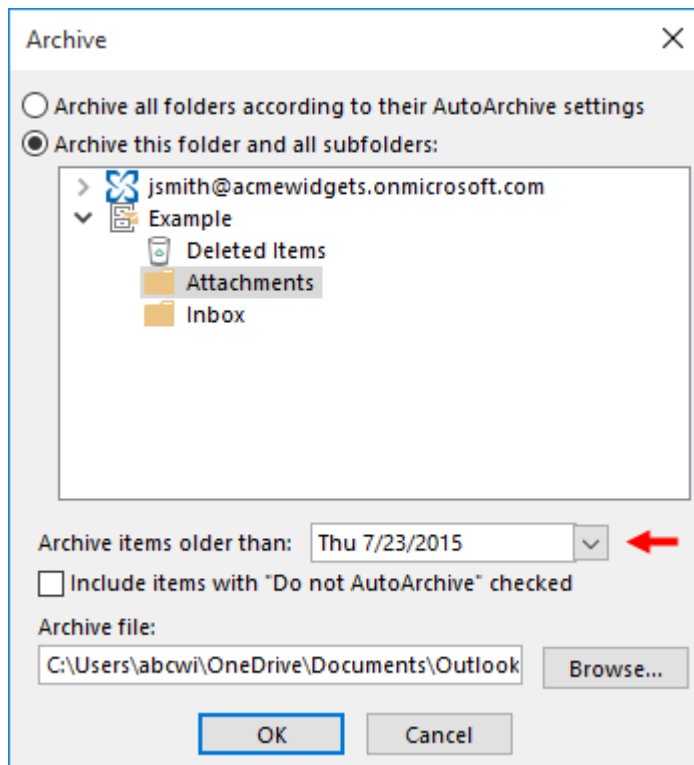 Archive
Archive all folders according to their AutoArchive settings
Archive this folder and all subfolders:
jsmith@acmewidgets.onmicrosoft.com
Example
Deleted Items
Attachments
Inbox
Archive items older than: Thu 7/23/2015
Include items with "Do not AutoArchive" checked
Archive file:
C:\Users\abcwi\OneDrive\Documents\Outlook Browse...
OK Cancel